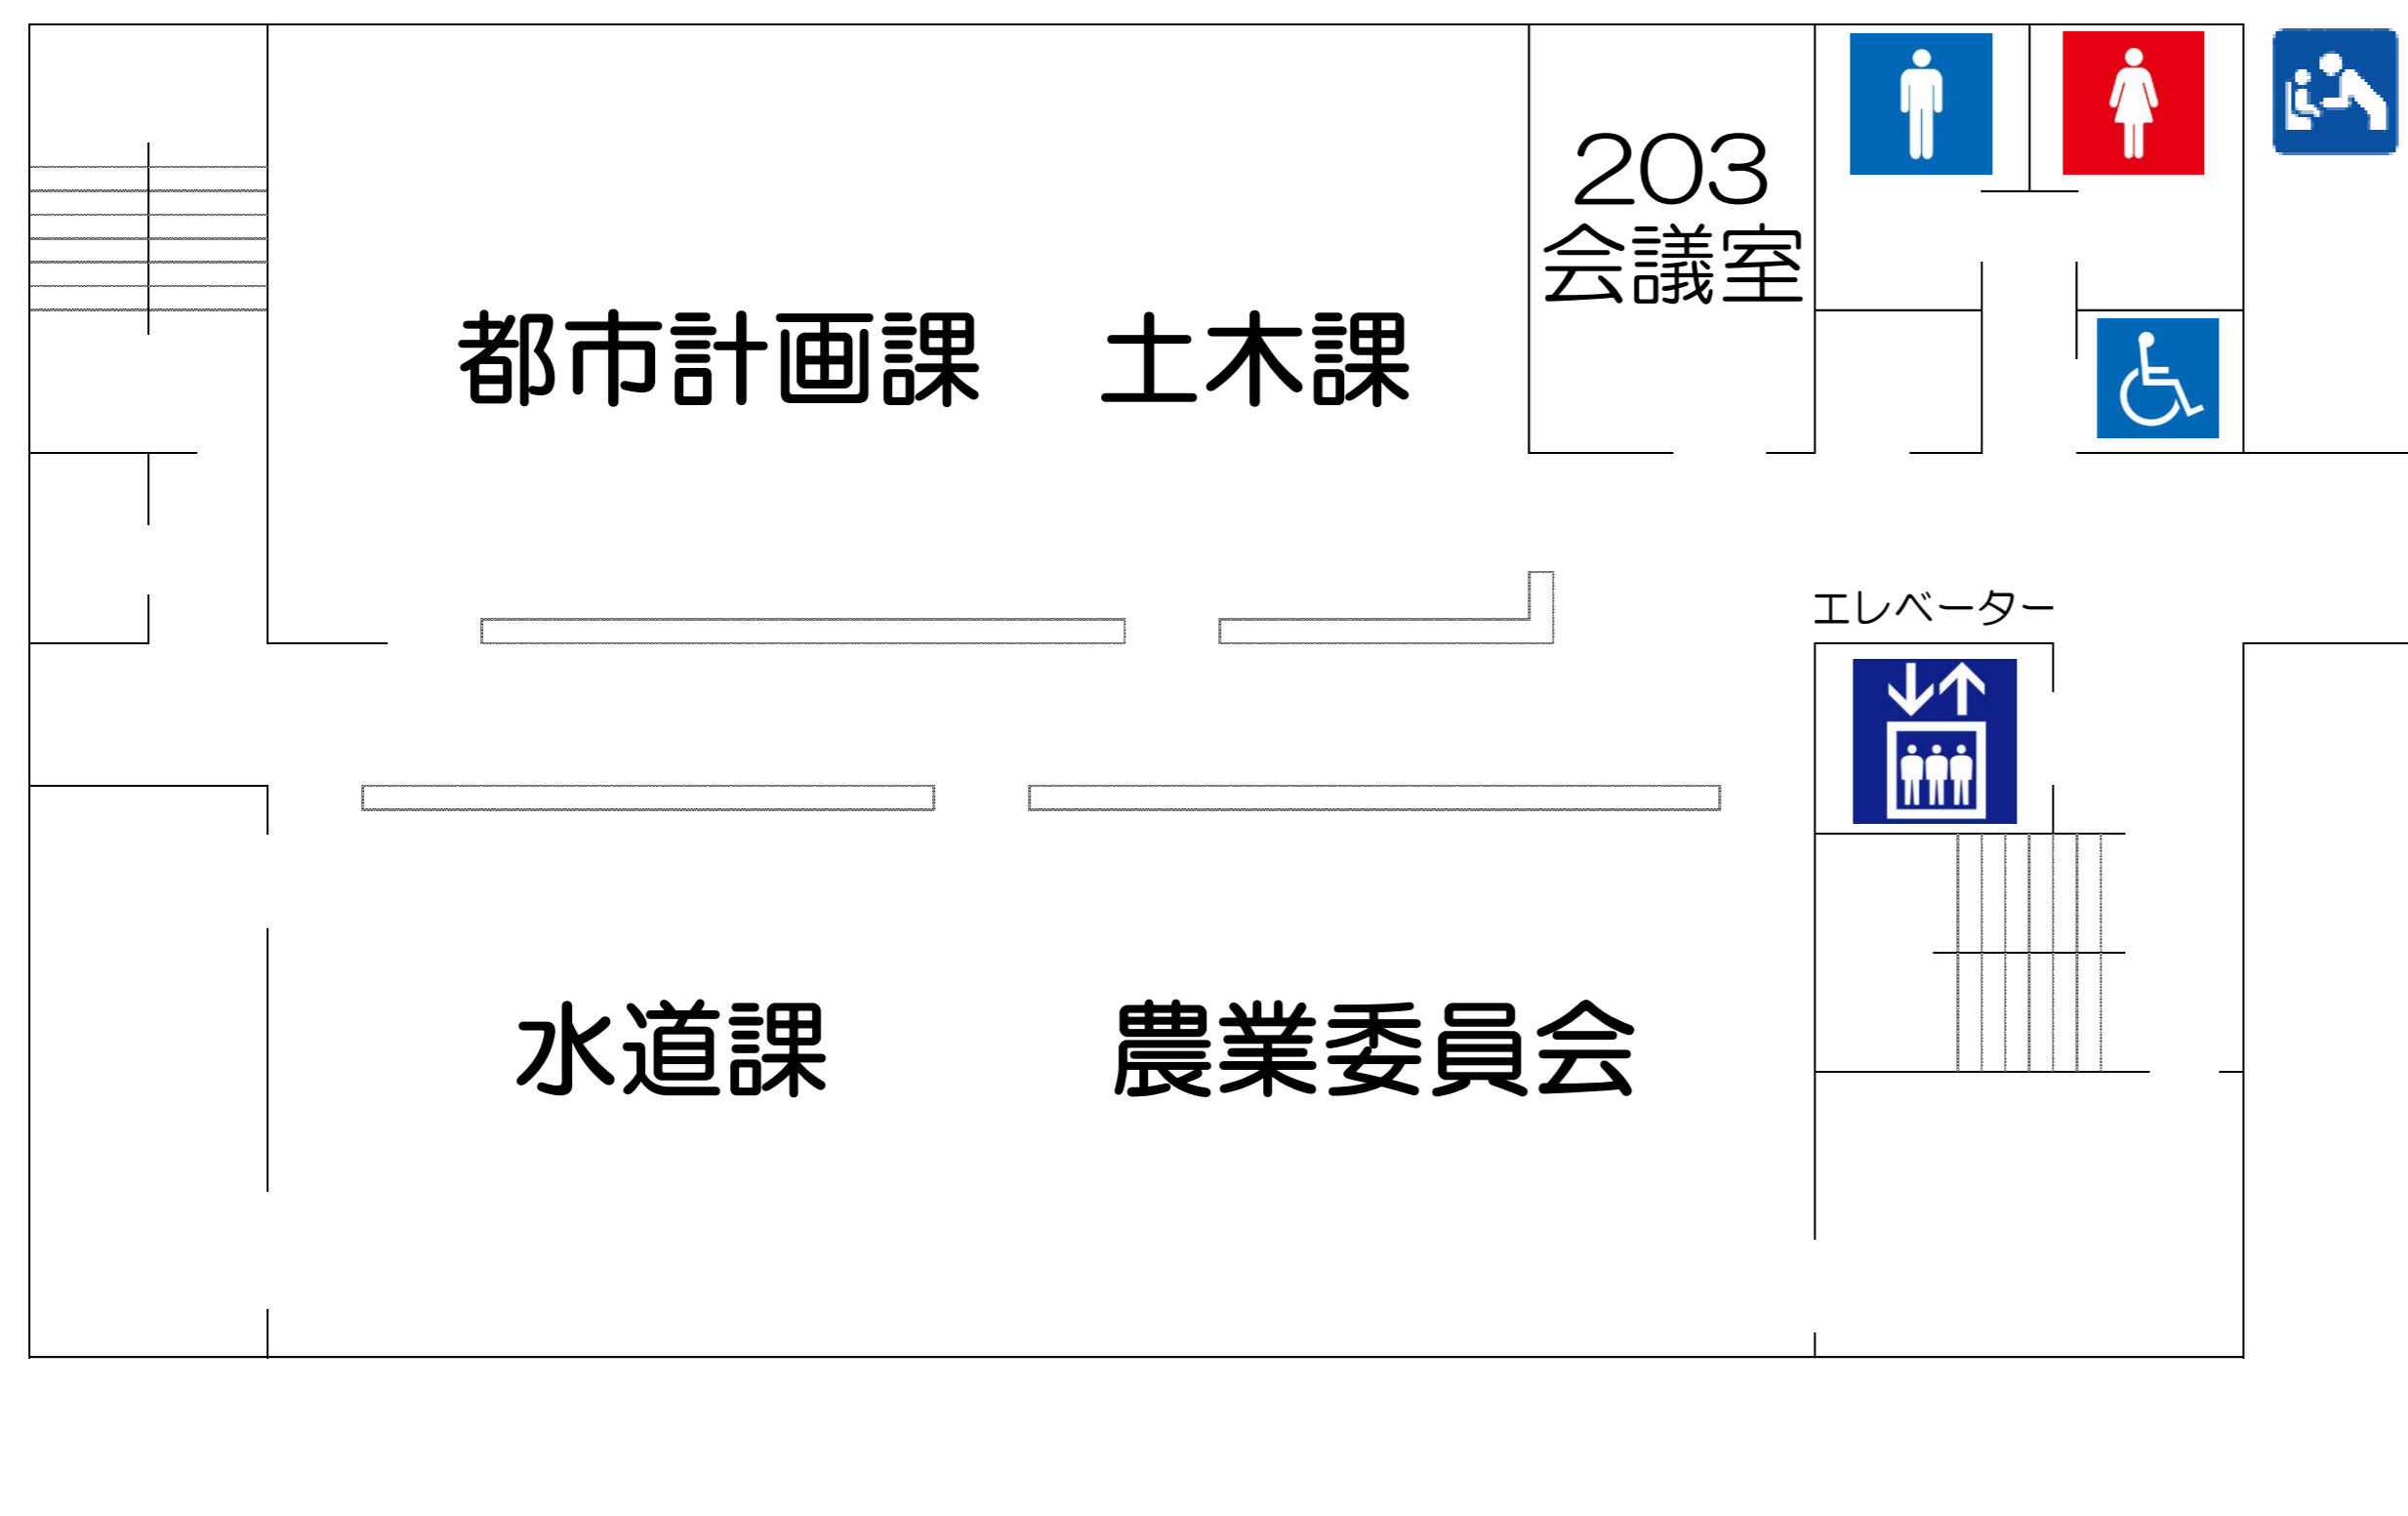 203
会議室
都市計画課　土木課
エレベーター
水道課　農業委員会